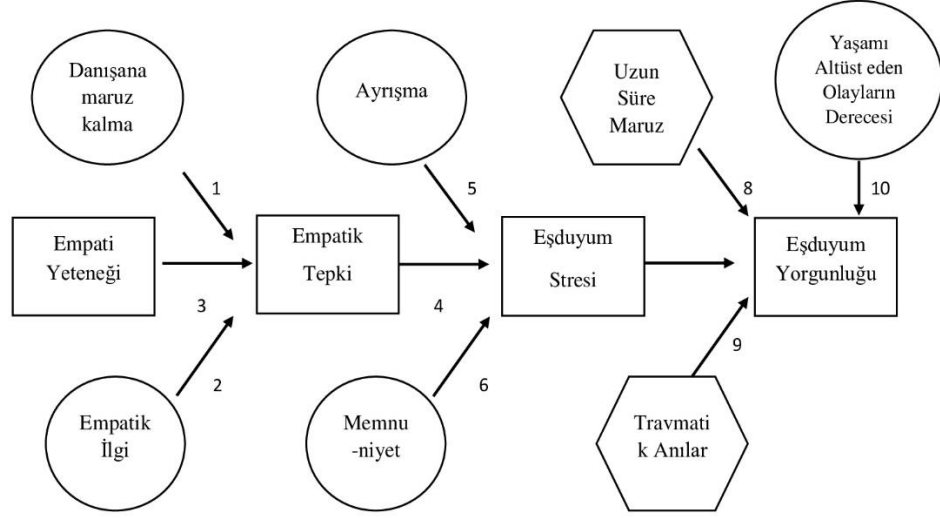 Danışana
maruz
kalma
Ayrışma
Uzun
Süre
Maruz
Yaşamı
Altüst eden
Olayların
Derecesi
1
5
8
10
Empati
Yeteneği
Empatik
Tepki
Eşduyum
Stresi
Eşduyum
Yorgunluğu
3
4
2
6
9
Empatik
İlgi
Memnu
-niyet
Travmati
k Anılar